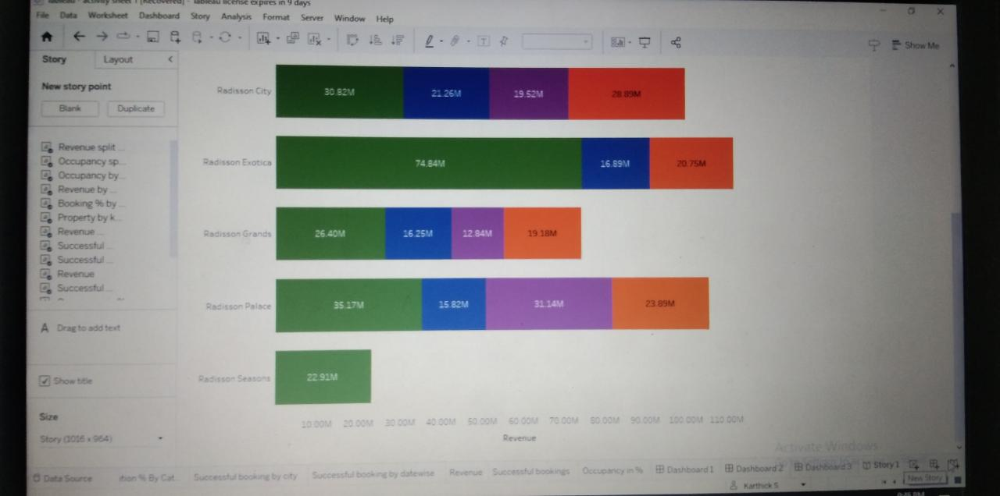 Tableau - activity sheet 1 [Recovered] - Tableau license expires in 9 days
File Data Worksheet Dashboard Story Analysis Format Server Window Help
Show Me
Story Layout
New story point
Blank Duplicate
Revenue split ...
Occupancy sp...
Occupancy by...
Revenue by ...
Booking % by ...
Property by k...
Revenue ...
Successful ...
Successful ...
Revenue
Successful ...
A Drag to add text
Show title
Size
Story (1016 x 964)
Radisson City 30.82M 21.26M 19.52M 28.89M
Radisson Exotica 74.84M 16.89M 20.75M
Radisson Grands 26.40M 16.25M 12.84M 19.18M
Radisson Palace 35.17M 15.82M 31.14M 23.89M
Radisson Seasons 22.91M
10.00M 20.00M 30.00M 40.00M 50.00M 60.00M 70.00M 80.00M 90.00M 100.00M 110.00M
Revenue
Activate Windows
Data Source ition % By Cat... Successful booking by city Successful booking by datewise Revenue Successful bookings Occupancy in % Dashboard 1 Dashboard 2 Dashboard 3 Story 1
New Story
Karthick S